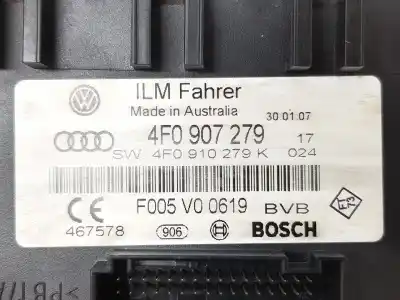 ILM Fahrer
Made in Australia 30.01.07
4F0 907 279 17
SW 4F0 910 279 K 024
F005 V0 0619 BVB
467578 906 BOSCH